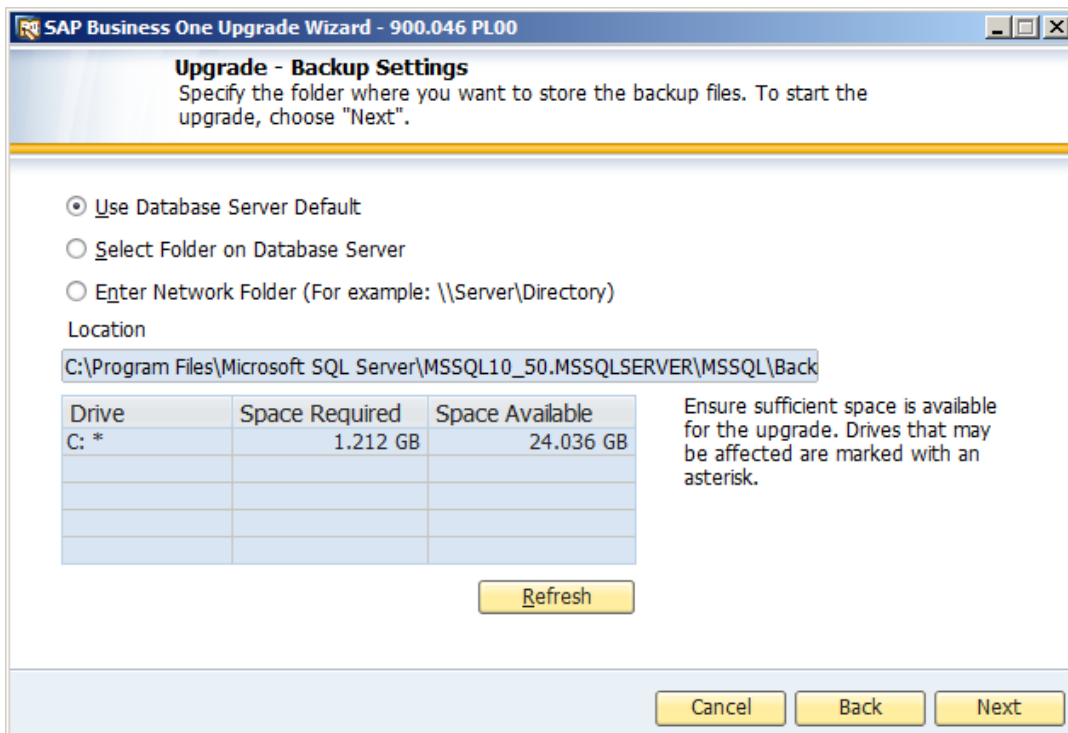 SAP Business One Upgrade Wizard - 900.046 PL00
Upgrade - Backup Settings
Specify the folder where you want to store the backup files. To start the
upgrade, choose "Next".
Use Database Server Default
Select Folder on Database Server
Enter Network Folder (For example: \\Server\Directory)
Location
C:\Program Files\Microsoft SQL Server\MSSQL10_50.MSSQLSERVER\MSSQL\Back
Drive Space Required Space Available
C: * 1.212 GB 24.036 GB
Ensure sufficient space is available
for the upgrade. Drives that may
be affected are marked with an
asterisk.
Refresh
Cancel Back Next